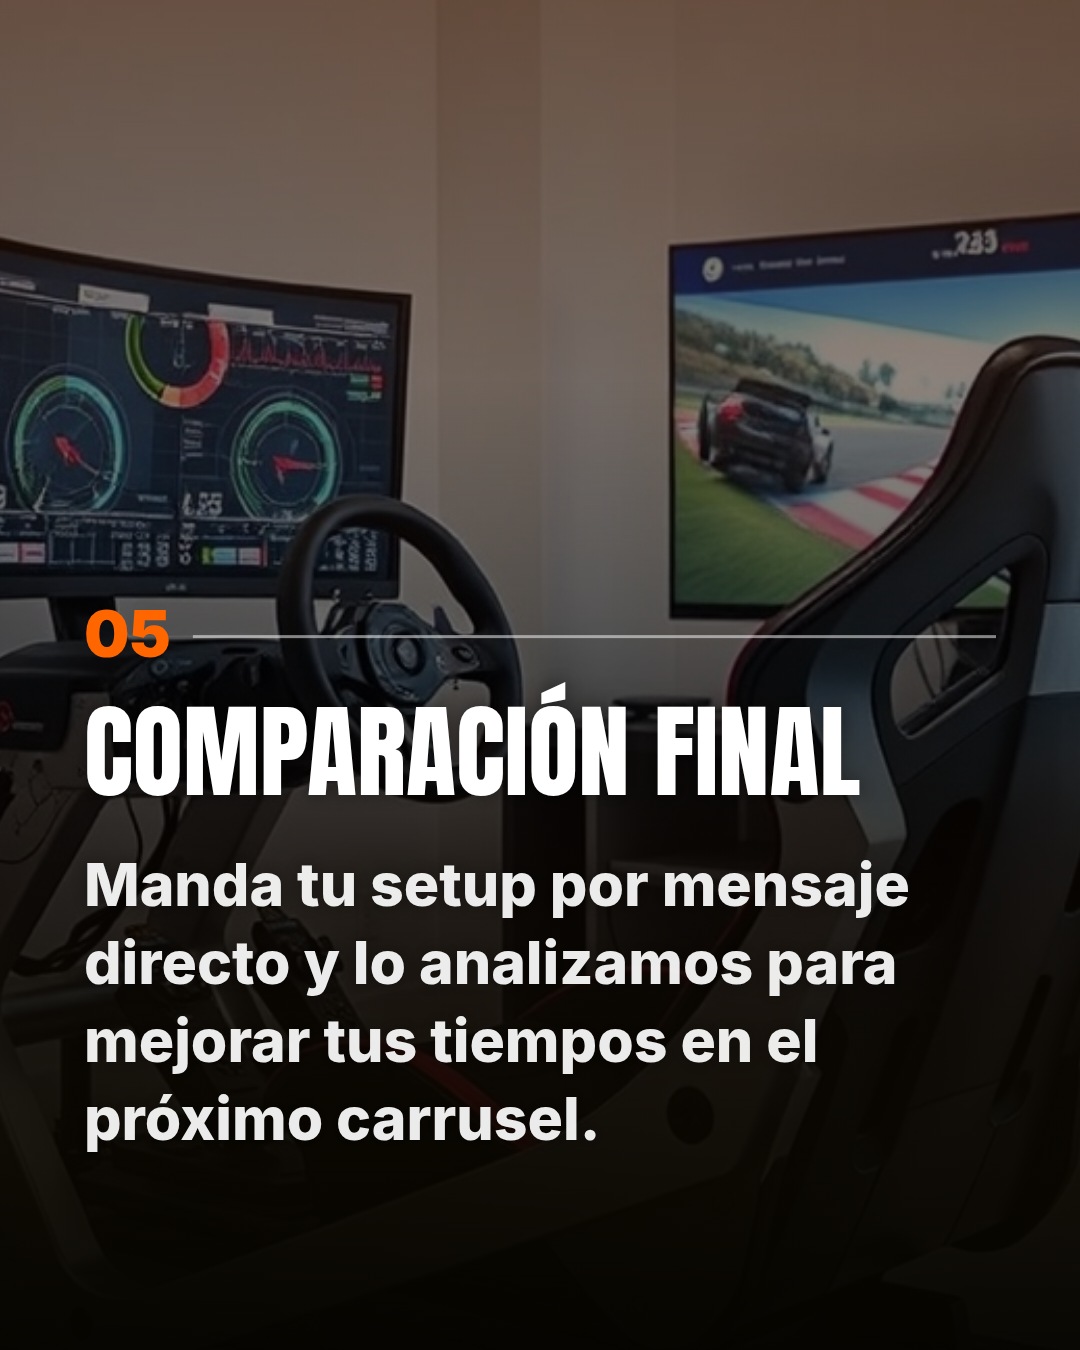 05
COMPARACIÓN FINAL
Manda tu setup por mensaje
directo y lo analizamos para
mejorar tus tiempos en el
próximo carrusel.